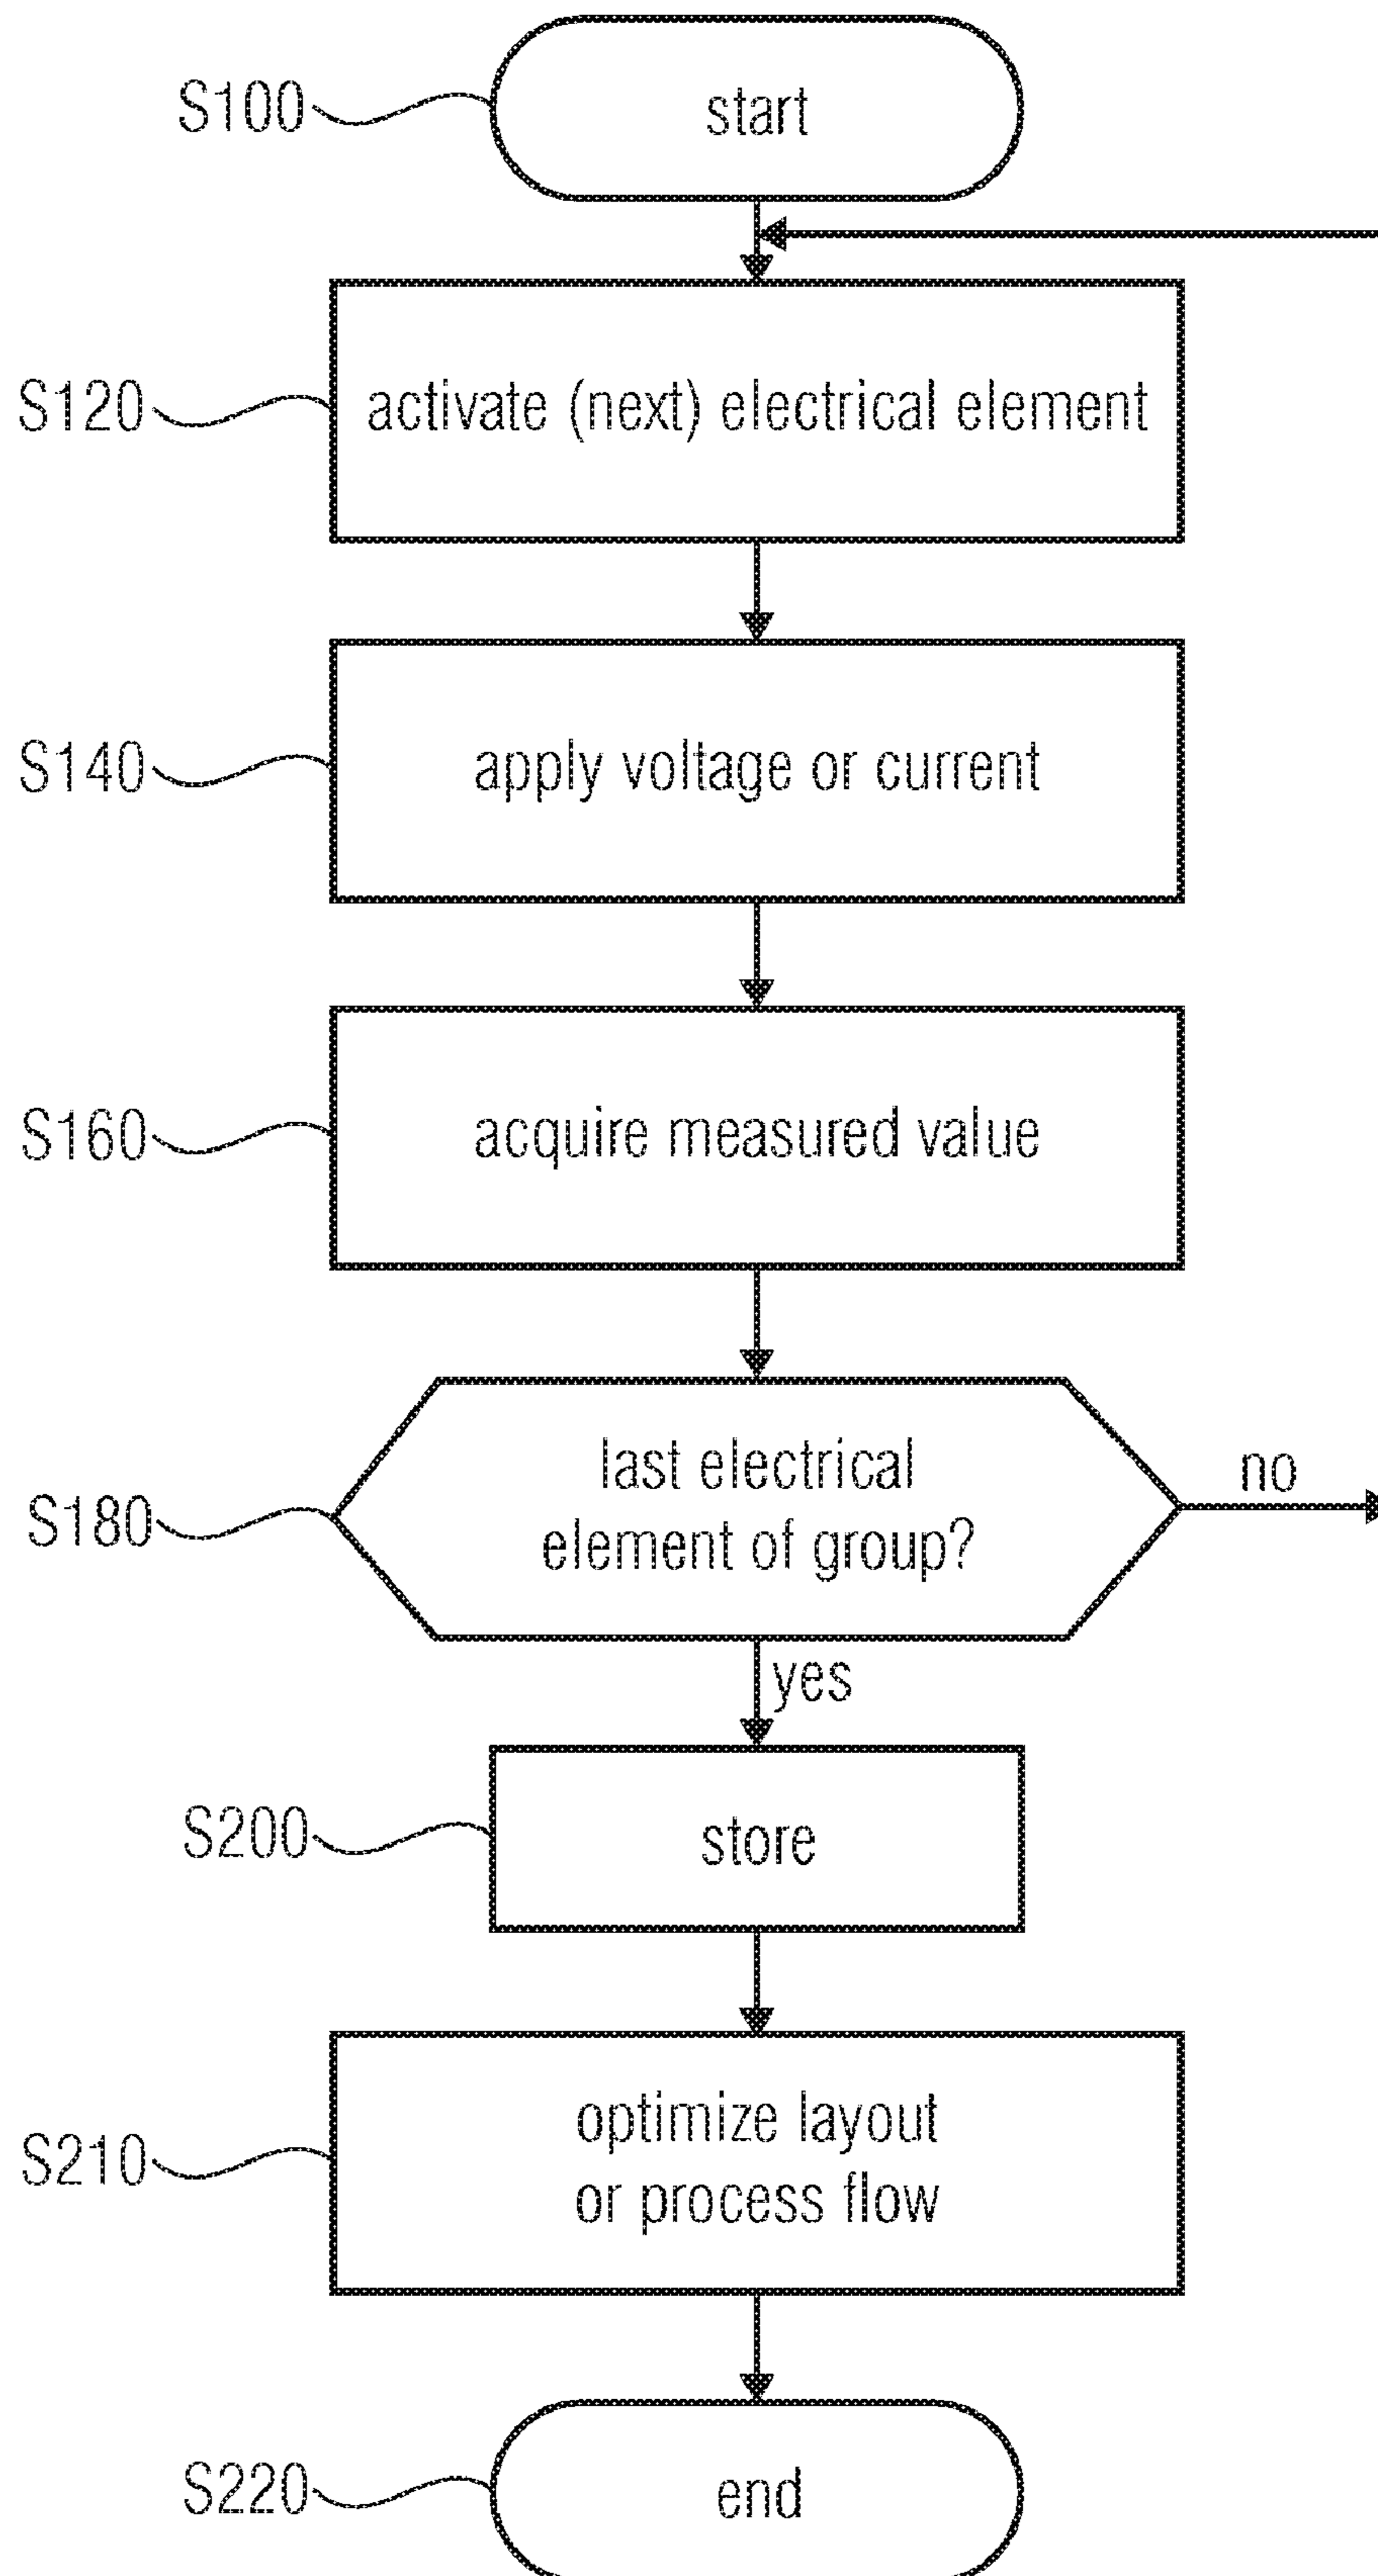 S100
start
S120
activate (next) electrical element
S140
apply voltage or current
S160
acquire measured value
S180
last electrical
element of group?
no
yes
S200
store
S210
optimize layout
or process flow
S220
end